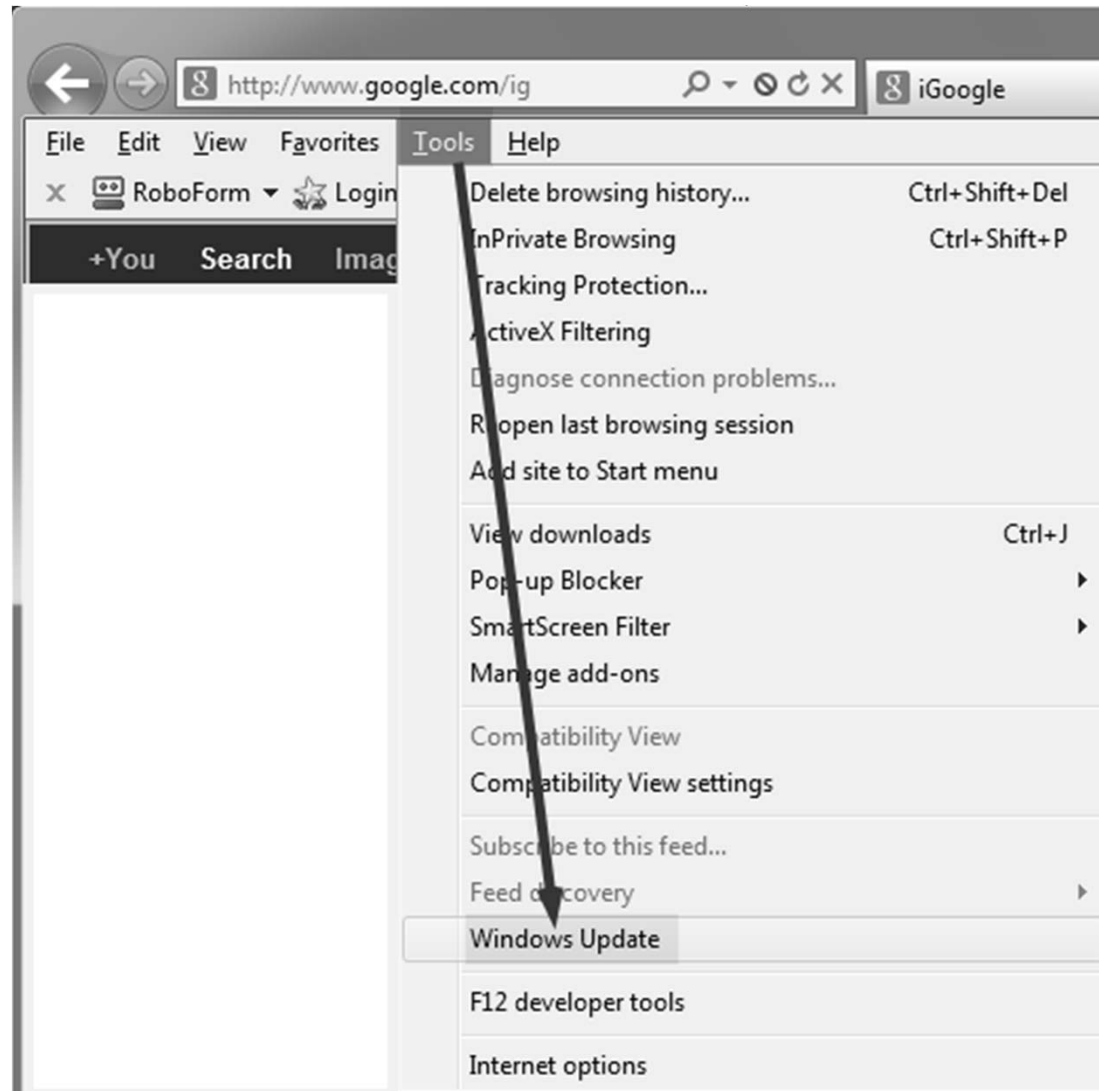 http://www.google.com/ig iGoogle
File Edit View Favorites Tools Help
x RoboForm Login
+You Search Imag
Delete browsing history... Ctrl+Shift+Del
InPrivate Browsing Ctrl+Shift+P
Tracking Protection...
ActiveX Filtering
Diagnose connection problems...
Reopen last browsing session
Add site to Start menu
View downloads Ctrl+J
Pop-up Blocker
SmartScreen Filter
Manage add-ons
Compatibility View
Compatibility View settings
Subscribe to this feed...
Feed discovery
Windows Update
F12 developer tools
Internet options